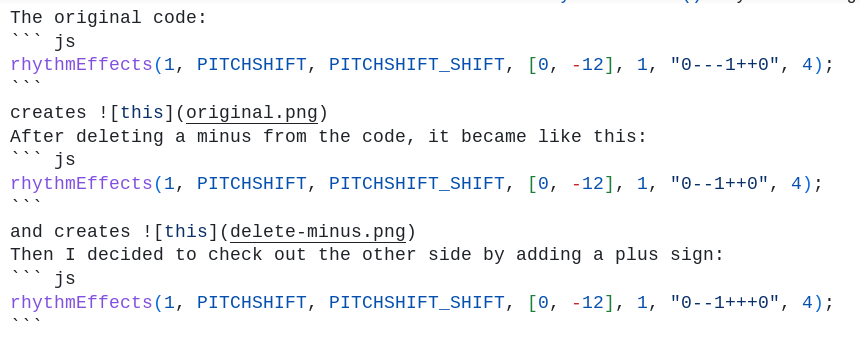 The original code:
``` js
rhythmEffects(1, PITCHSHIFT, PITCHSHIFT_SHIFT, [0, -12], 1, "0---1++0", 4);
```
creates ![this](original.png)
After deleting a minus from the code, it became like this:
``` js
rhythmEffects(1, PITCHSHIFT, PITCHSHIFT_SHIFT, [0, -12], 1, "0--1++0", 4);
```
and creates ![this](delete-minus.png)
Then I decided to check out the other side by adding a plus sign:
``` js
rhythmEffects(1, PITCHSHIFT, PITCHSHIFT_SHIFT, [0, -12], 1, "0--1+++0", 4);
```